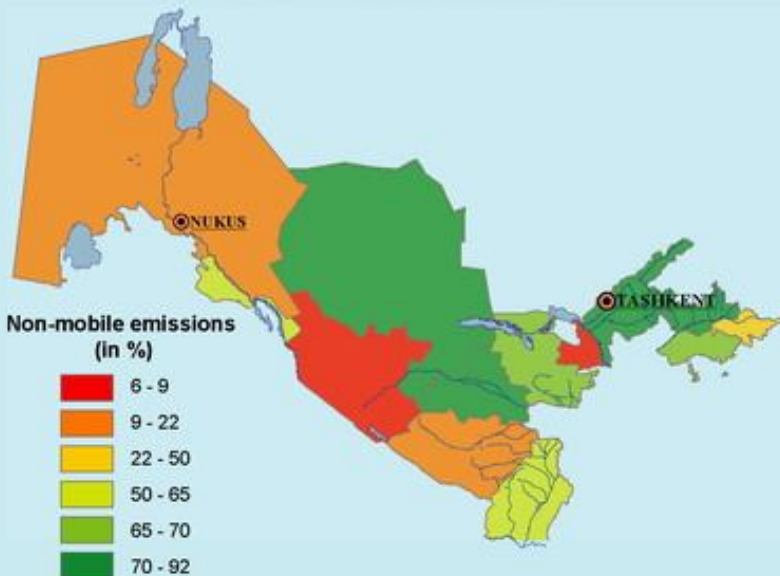 NUKUS
TASHKENT
Non-mobile emissions
(in %)
6 - 9
9 - 22
22 - 50
50 - 65
65 - 70
70 - 92